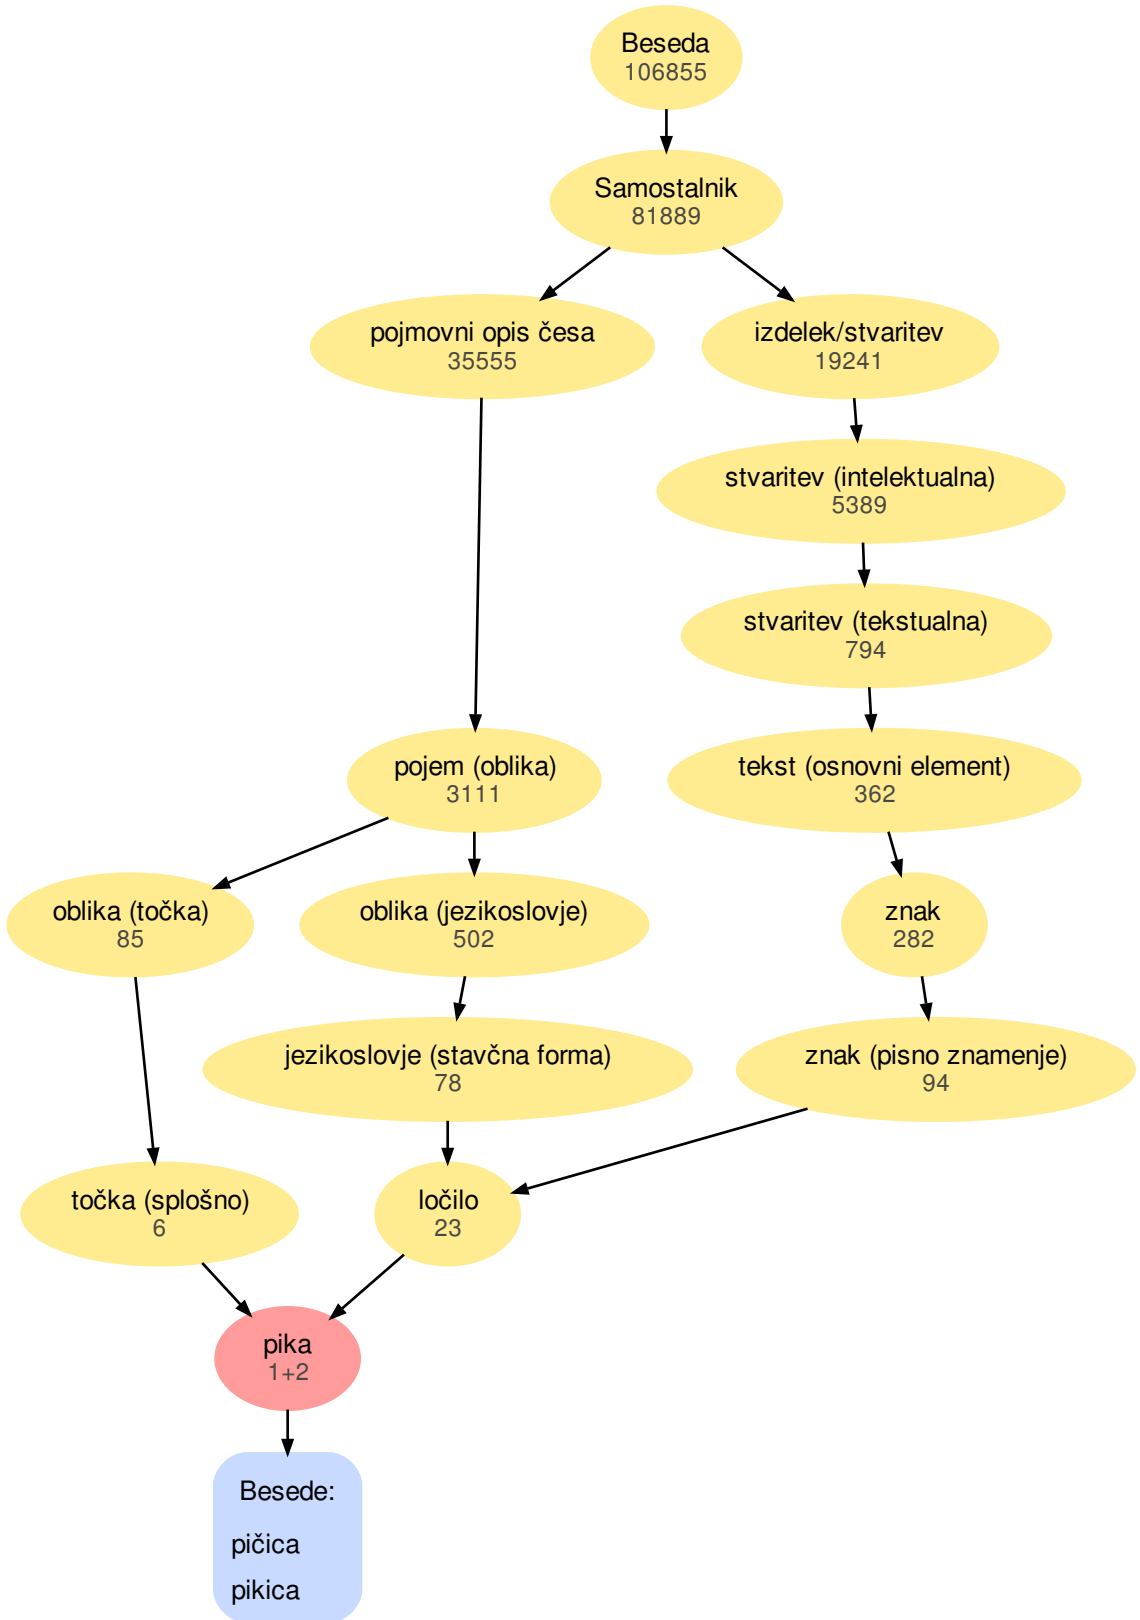 Beseda
106855
Samostalnik
81889
pojmovni opis česa
35555
izdelek/stvaritev
19241
stvaritev (intelektualna)
5389
stvaritev (tekstualna)
794
pojem (oblika)
3111
tekst (osnovni element)
362
oblika (točka)
85
oblika (jezikoslovje)
502
znak
282
jezikoslovje (stavčna forma)
78
znak (pisno znamenje)
94
točka (splošno)
6
ločilo
23
pika
1+2
Besede:
pičica
pikica